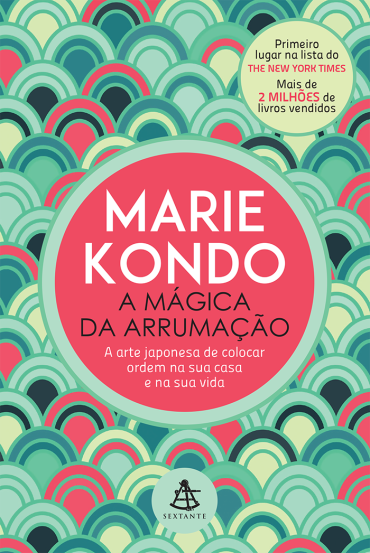 Primeiro
lugar na lista do
THE NEW YORK TIMES
Mais de
2 MILHÕES de
livros vendidos
MARIE
KONDO
A MÁGICA
DA ARRUMAÇÃO
A arte japonesa de colocar
ordem na sua casa
e na sua vida
SEXTANTE